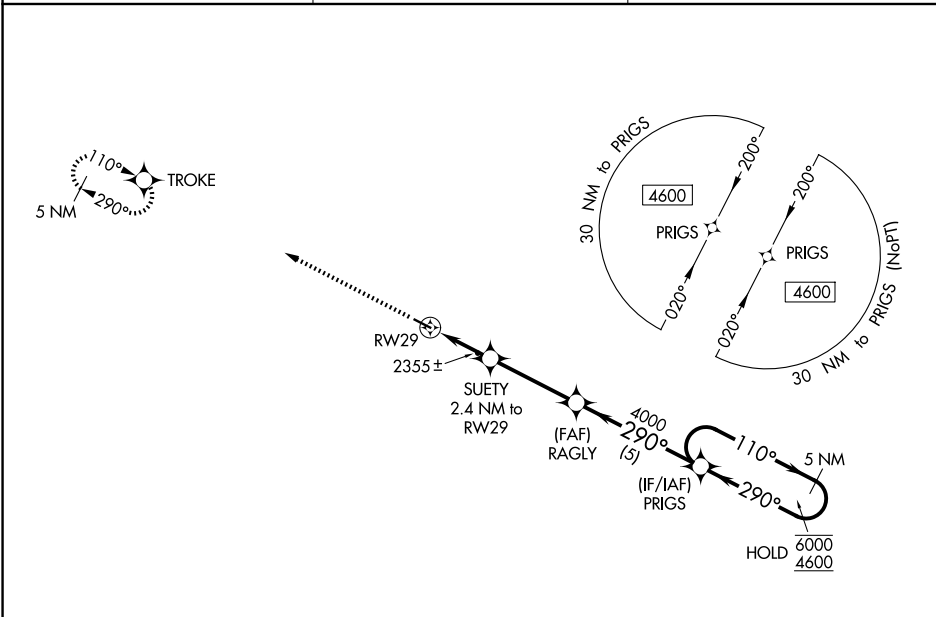 TROKE
110°
290°
5 NM
30 NM to PRIGS
200°
4600
PRIGS
020°
200°
PRIGS
4600
020°
30 NM to PRIGS (NoPT)
RW29
2355±
SUETY
2.4 NM to
RW29
(FAF)
RAGLY
4000
290°
(5)
(IF/IAF)
PRIGS
110°
5 NM
290°
HOLD 6000
4600